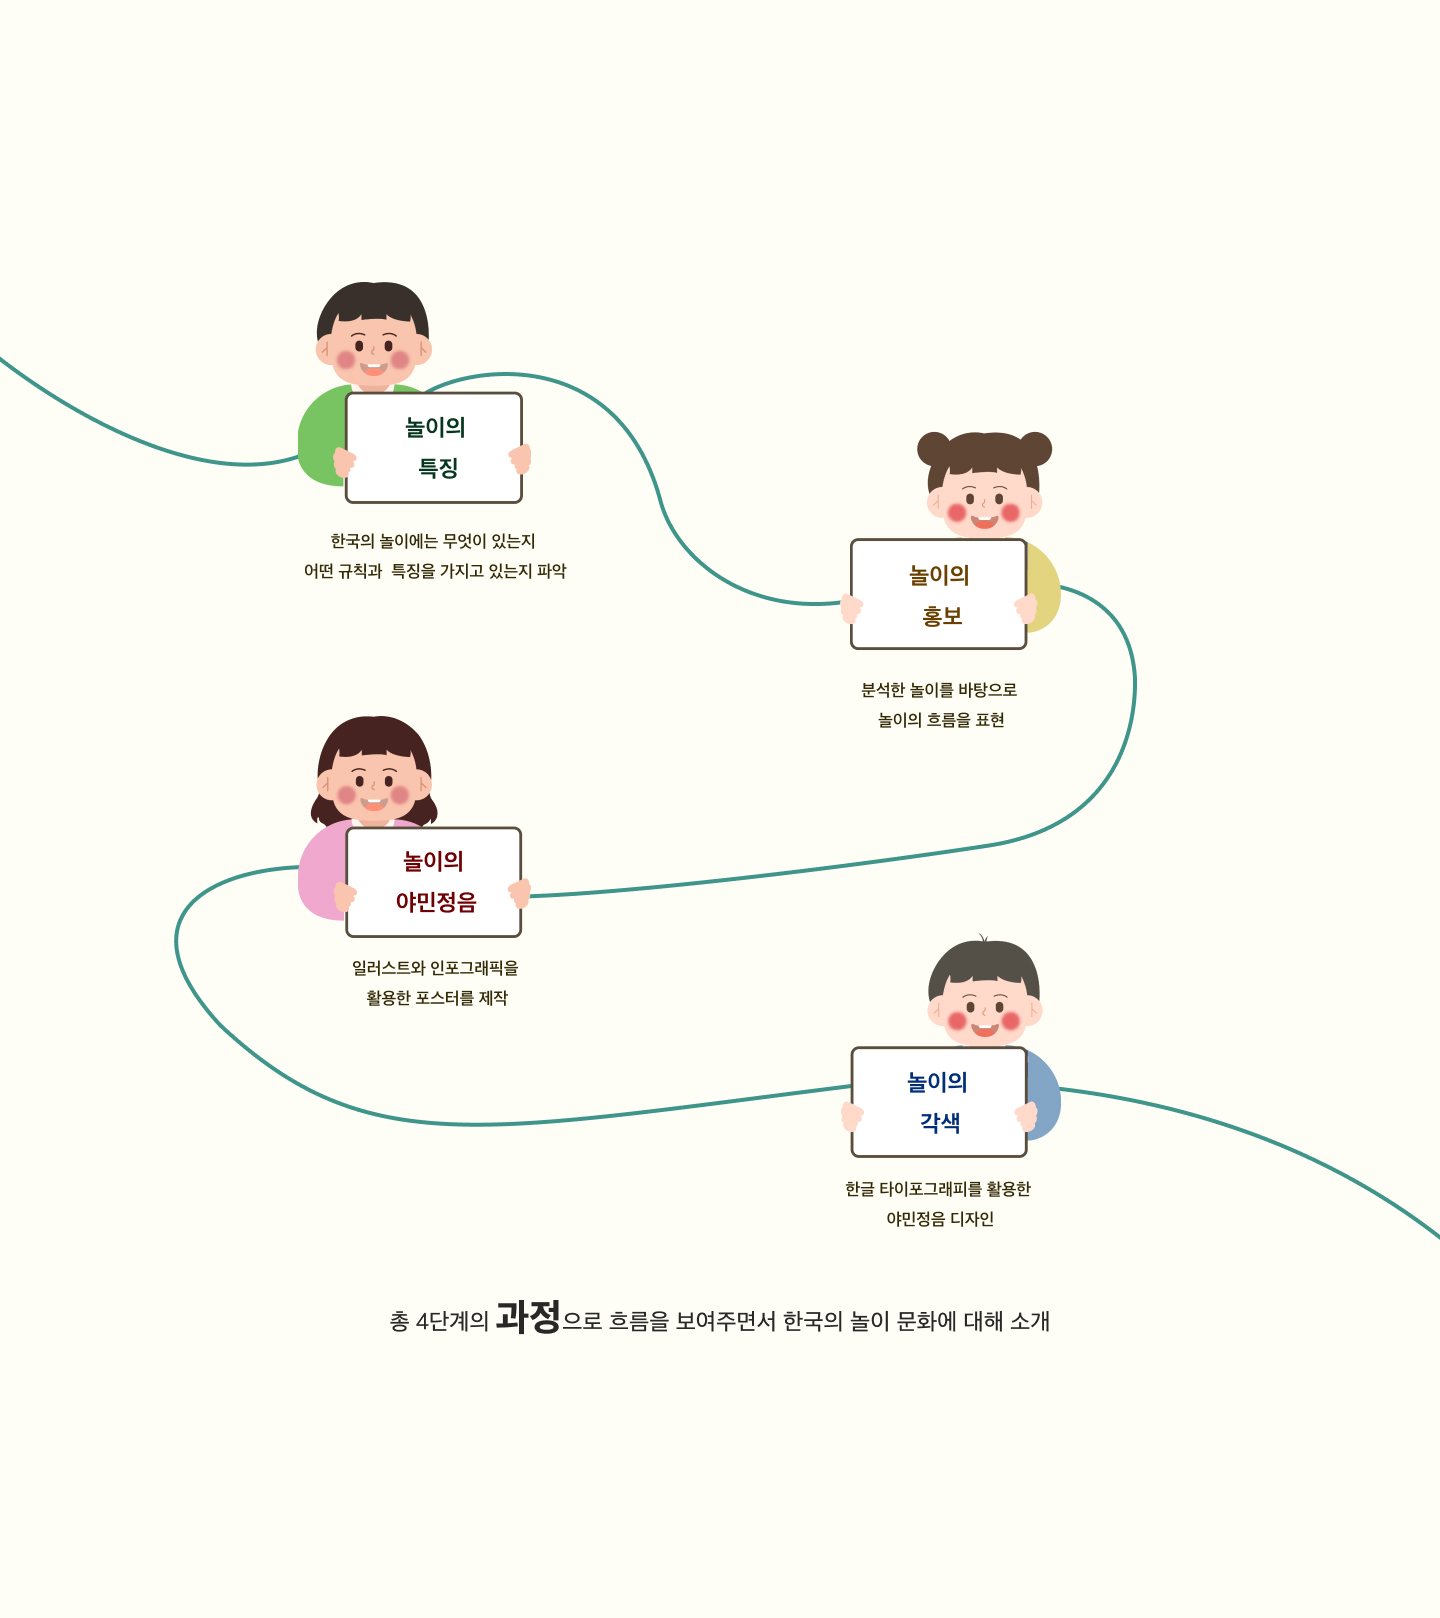 놀이의
특징
한국의 놀이에는 무엇이 있는지
어떤 규칙과 특징을 가지고 있는지 파악
놀이의
홍보
분석한 놀이를 바탕으로
놀이의 흐름을 표현
놀이의
야민정음
일러스트와 인포그래픽을
활용한 포스터를 제작
놀이의
각색
한글 타이포그래피를 활용한
야민정음 디자인
총 4단계의 과정으로 흐름을 보여주면서 한국의 놀이 문화에 대해 소개